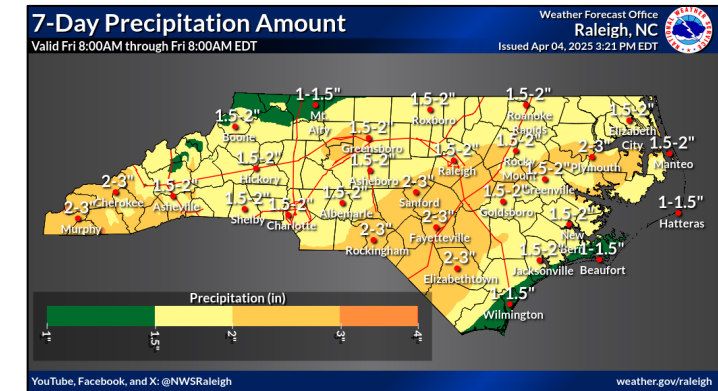 7-Day Precipitation Amount
Valid Fri 8:00AM through Fri 8:00AM EDT
Weather Forecast Office
Raleigh, NC
Issued Apr 04, 2025 3:21 PM EDT
1-1.5"
Mt
Airy
1.5-2"
Boone
1.5-2"
Roxboro
1.5-2"
Roanoke
Rapids
1.5-2"
Elizabeth
City
1.5-2"
Greensboro
1.5-2"
Hickory
1.5-2"
Asheboro
1.5-2"
Raleigh
1.5-2"
Rocky
Mount
1.5-2"
Greenville
2-3"
Plymouth
1.5-2"
Manteo
2-3"
Cherokee
2-3"
Murphy
1.5-2"
Asheville
1.5-2"
Shelby
1.5-2"
Charlotte
1.5-2"
Albemarle
2-3"
Sanford
1.5-2"
Goldsboro
1-1.5"
Hatteras
2-3"
Rockingham
2-3"
Fayetteville
1.5-2"
New
Bern
2-3"
Elizabethtown
1.5-2"
Jacksonville
1-1.5"
Beaufort
1-1.5"
Wilmington
Precipitation (in)
1" 1.5" 2" 3" 4"
YouTube, Facebook, and X: @NWSRaleigh
weather.gov/raleigh